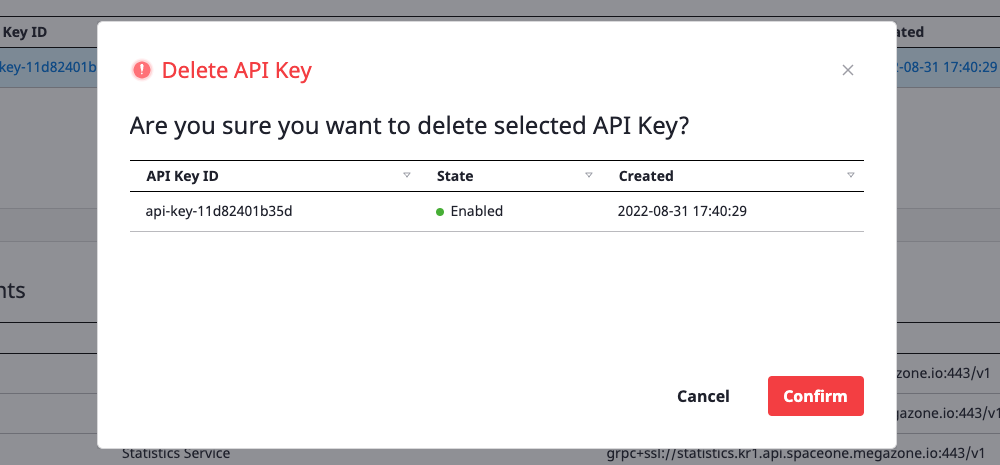 Key ID
ated
key-11d82401b
-08-31 17:40:29
Delete API Key
Are you sure you want to delete selected API Key?
API Key ID State Created
api-key-11d82401b35d Enabled 2022-08-31 17:40:29
nts
zone.io:443/v1
Cancel Confirm
gazone.io:443/v1
Statistics Service grpc+ssl://statistics.kr1.api.spaceone.megazone.io:443/v1